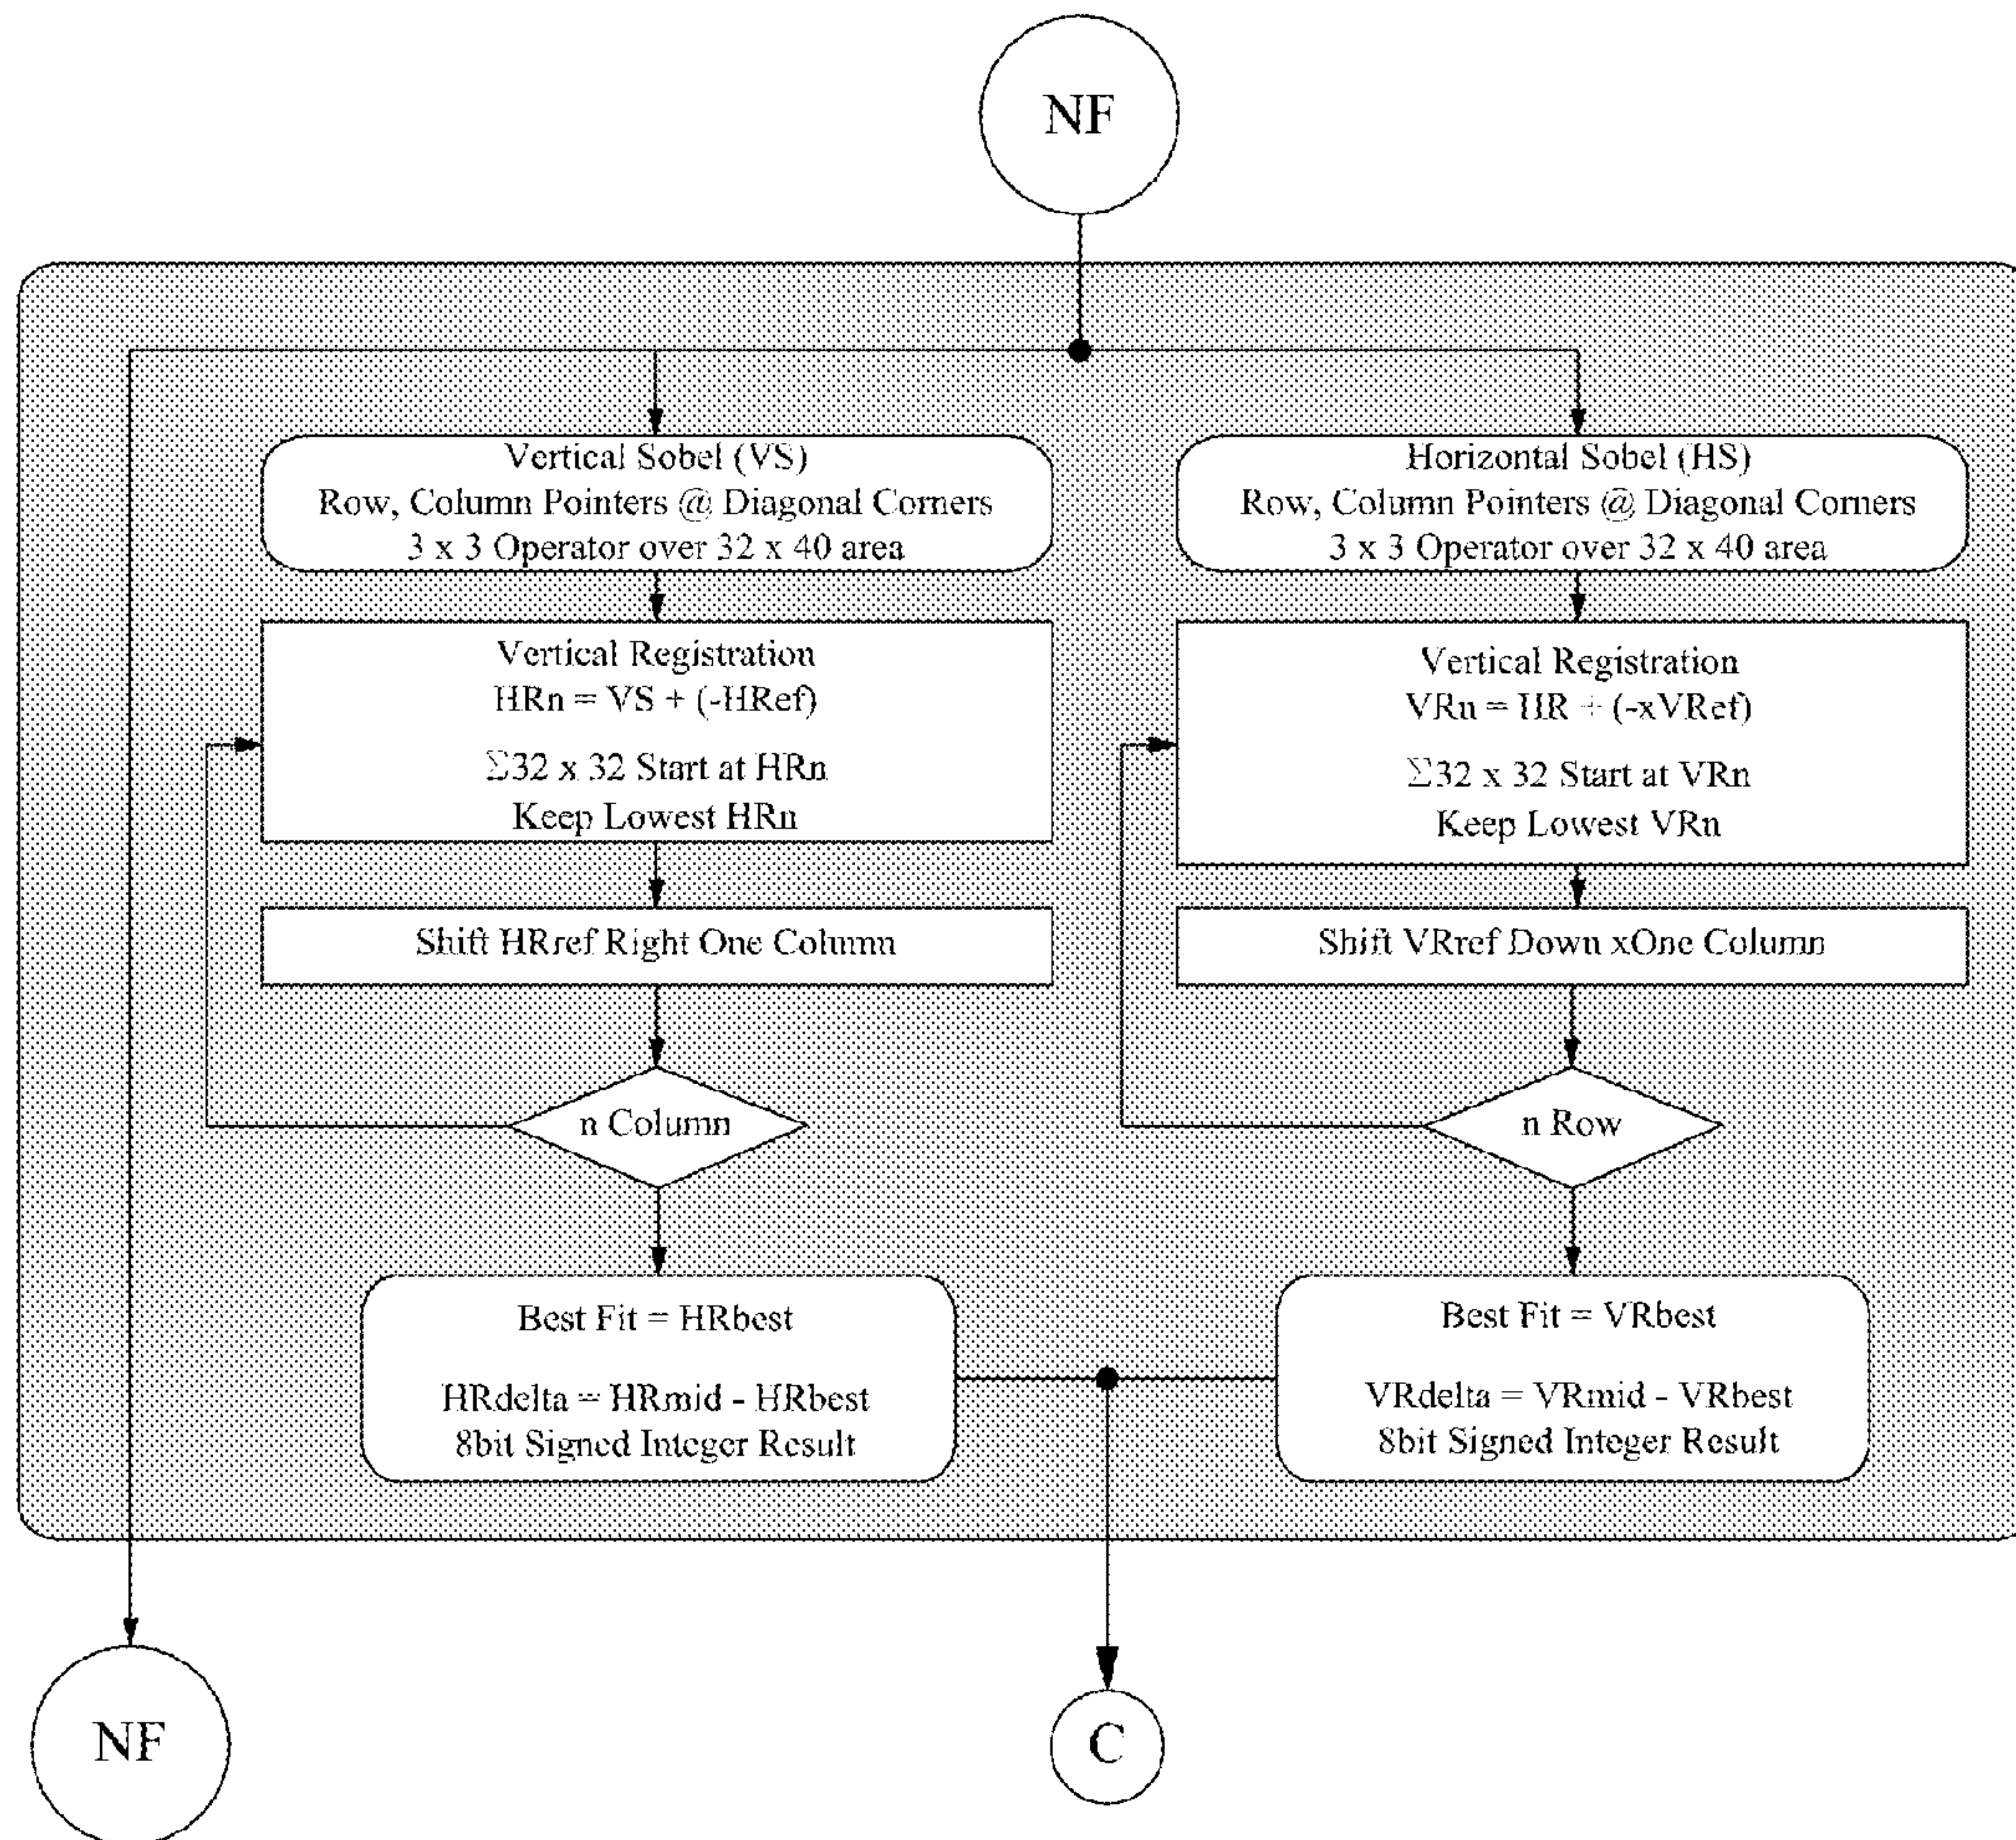 NF
Vertical Sobel (VS)
Row, Column Pointers @ Diagonal Corners
3 x 3 Operator over 32 x 40 area
Vertical Registration
HRn = VS + (-HRef)
Σ32 x 32 Start at HRn
Keep Lowest HRn
Shift HRref Right One Column
n Column
Best Fit = HRbest
HRdelta = HRmid - HRbest
8bit Signed Integer Result
Horizontal Sobel (HS)
Row, Column Pointers @ Diagonal Corners
3 x 3 Operator over 32 x 40 area
Vertical Registration
VRn = HR + (-xVRef)
Σ32 x 32 Start at VRn
Keep Lowest VRn
Shift VRref Down xOne Column
n Row
Best Fit = VRbest
VRdelta = VRmid - VRbest
8bit Signed Integer Result
NF
C